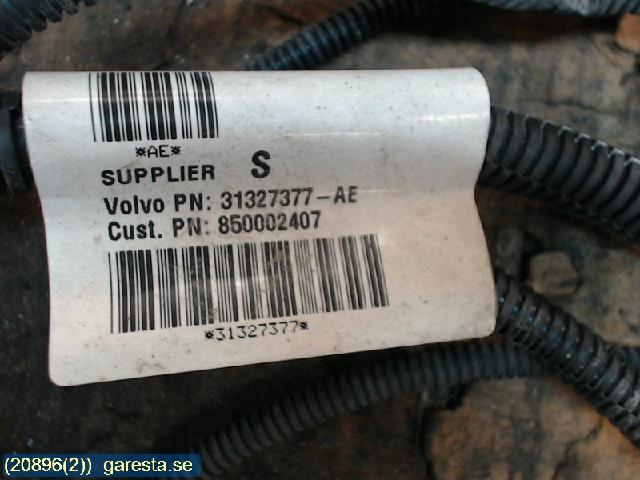 *AE*
SUPPLIER S
Volvo PN: 31327377-AE
Cust. PN: 850002407
*31327377*
(20896(2)) garesta.se